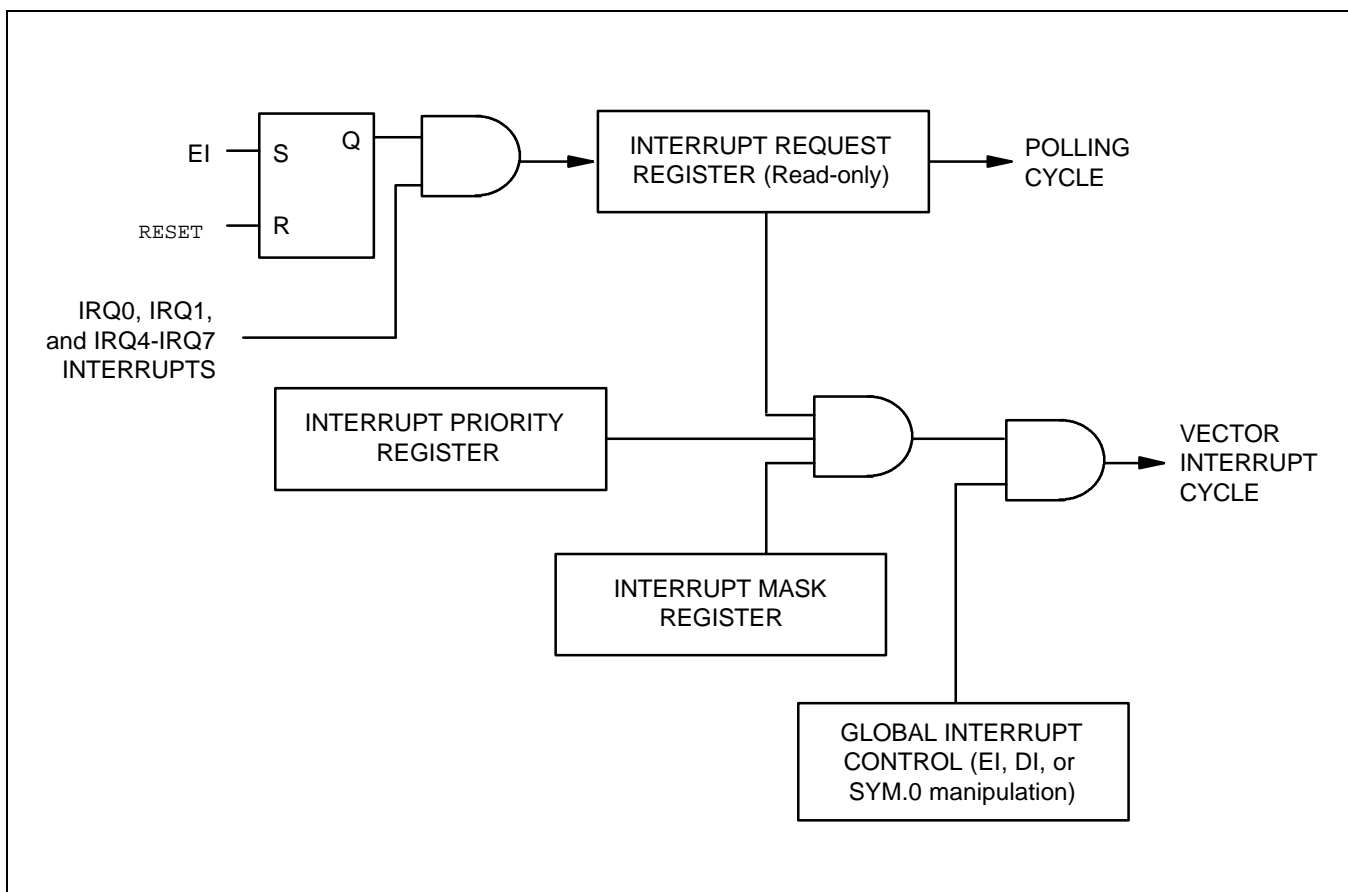 EI
S
Q
R
RESET
INTERRUPT REQUEST
REGISTER (Read-only)
POLLING
CYCLE
IRQ0, IRQ1,
and IRQ4-IRQ7
INTERRUPTS
INTERRUPT PRIORITY
REGISTER
VECTOR
INTERRUPT
CYCLE
INTERRUPT MASK
REGISTER
GLOBAL INTERRUPT
CONTROL (EI, DI, or
SYM.0 manipulation)